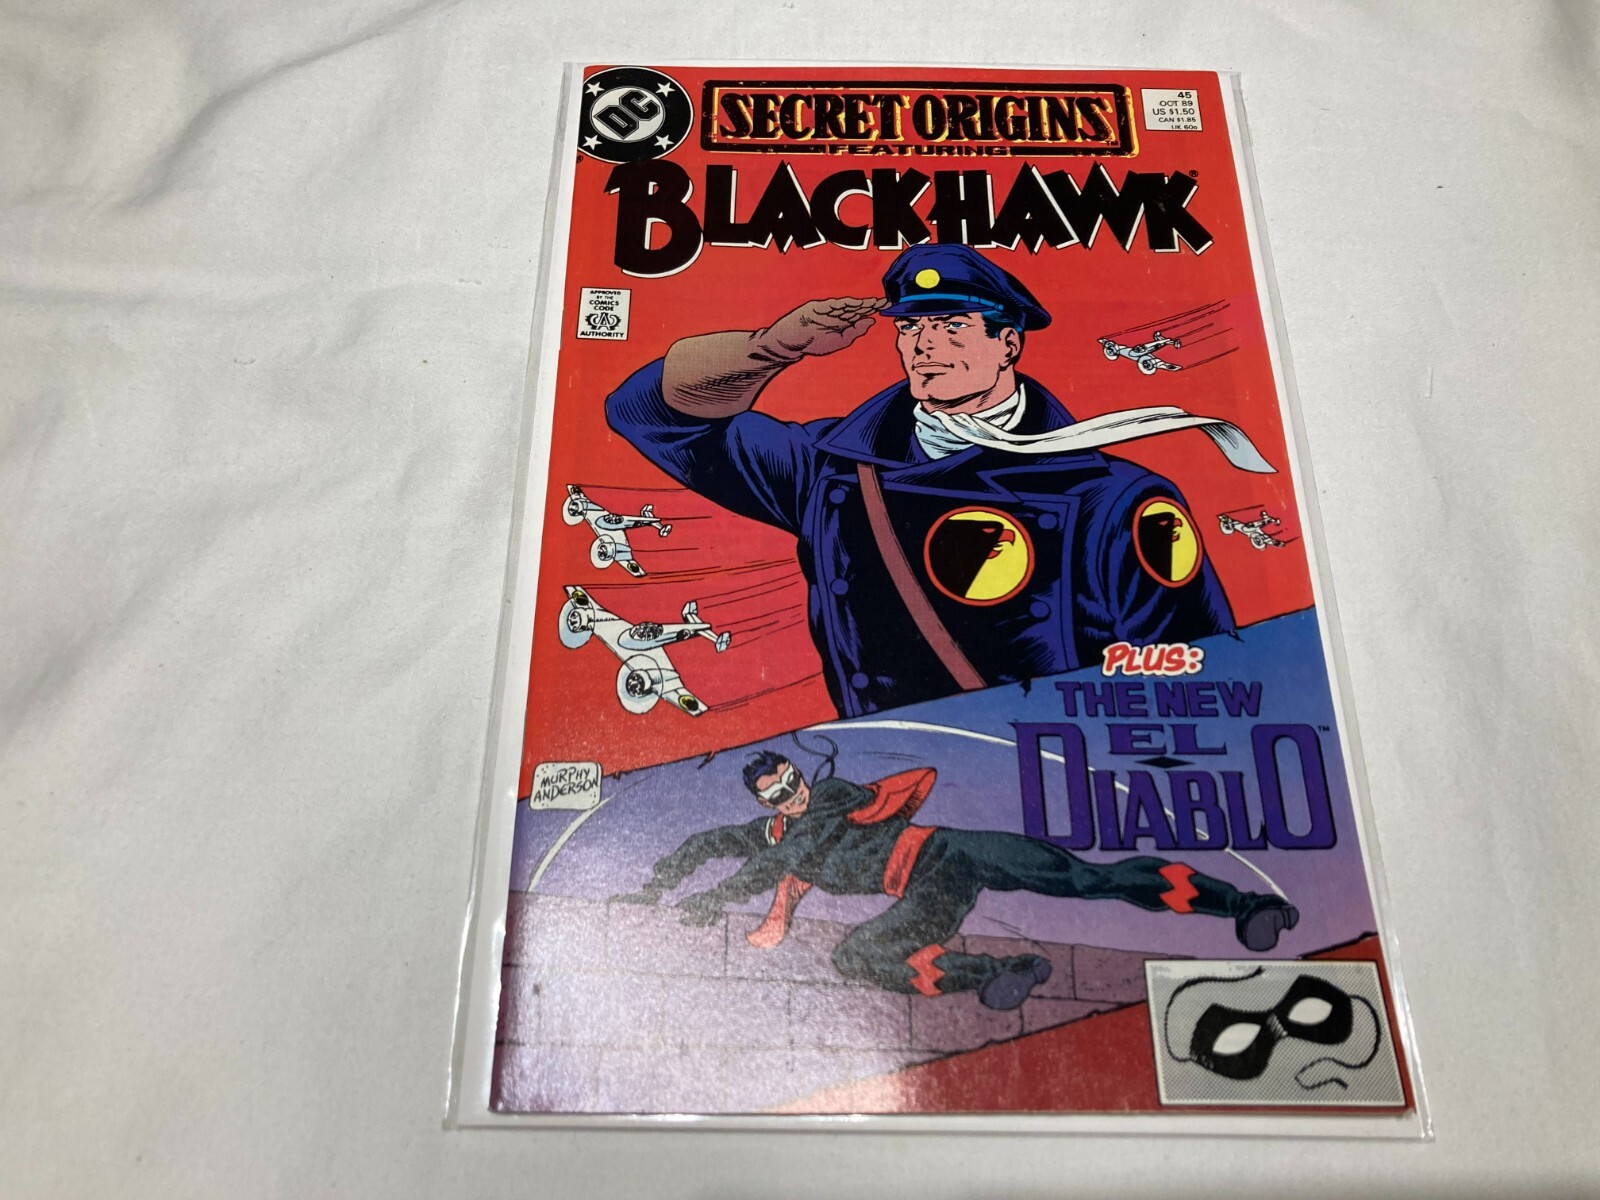 DC
SECRET ORIGINS
FEATURING
BLACKHAWK®
45
OCT 89
US $1.50
CAN $1.85
UK 60p
APPROVED
BY THE
COMICS
CODE
AUTHORITY
PLUS:
THE NEW
EL
DIABLO™
MURPHY
ANDERSON